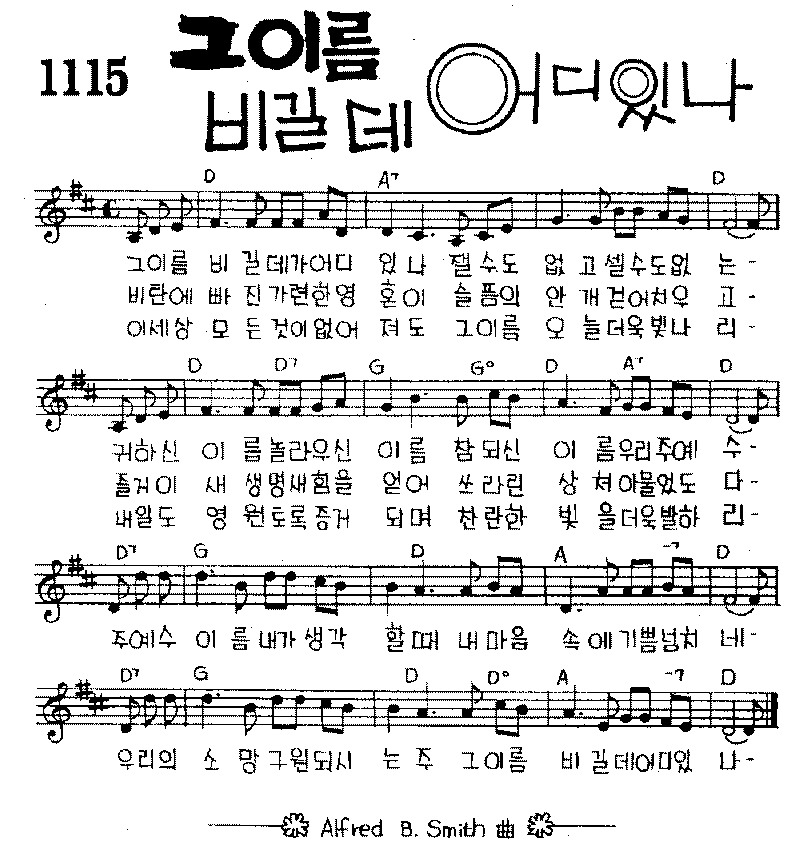 1115
그이름
비길데 어디있나
D A7 D
그이름 비 길데가어디 있나 잴수도 없 고셀수도없 는-
비탄에 빠 진가련한영 혼이 슬픔의 안 개걷어치우 고-
이세상 모 든것이없어 져도 그이름 오 늘더욱빛나 리-
D D7 G G° D A7 D
귀하신 이 름놀라우신 이름 참되신 이 름우리주예 수-
즐거이 새 생명새힘을 얻어 쓰라린 상 처아물었도 다-
내일도 영 원토록증거 되며 찬란한 빛 을더욱발하 리-
D7 G D A -7 D
주예수 이 름내가생각 할때 내마음 속 에기쁨넘치 네-
D7 G D D° A -7 D
우리의 소 망구원되시 는주 그이름 비 길데어디있 나-
Alfred B. Smith 曲